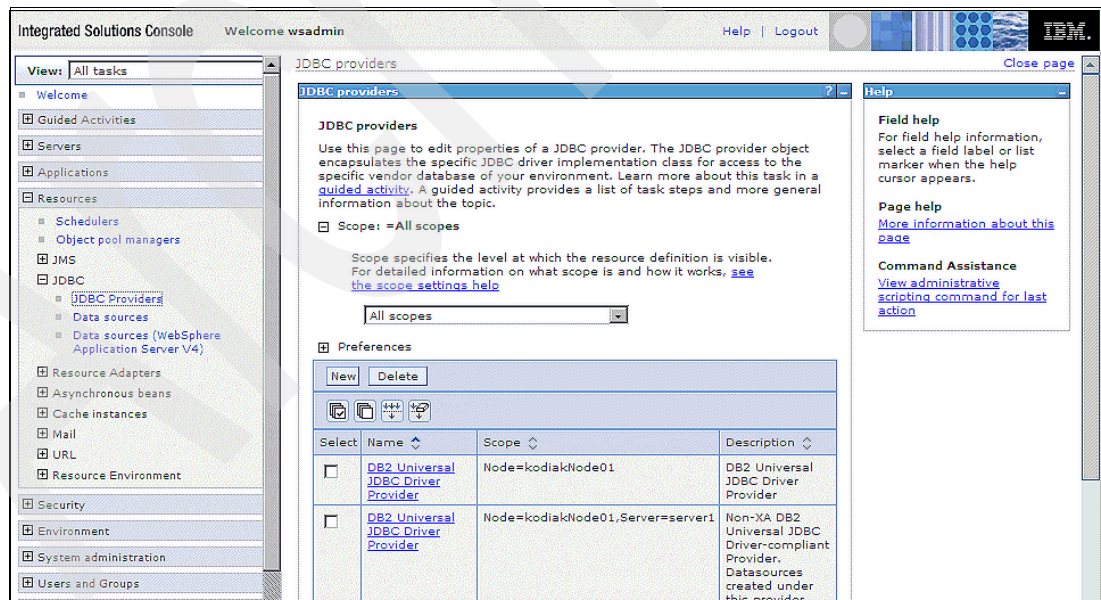 Integrated Solutions Console Welcome wsadmin Help | Logout IBM.
View: All tasks
Welcome
Guided Activities
Servers
Applications
Resources
Schedulers
Object pool managers
JMS
JDBC
JDBC Providers
Data sources
Data sources (WebSphere
Application Server V4)
Resource Adapters
Asynchronous beans
Cache instances
Mail
URL
Resource Environment
Security
Environment
System administration
Users and Groups
JDBC providers Close page
JDBC providers ?
JDBC providers
Use this page to edit properties of a JDBC provider. The JDBC provider object
encapsulates the specific JDBC driver implementation class for access to the
specific vendor database of your environment. Learn more about this task in a
guided activity. A guided activity provides a list of task steps and more general
information about the topic.
Scope: =All scopes
Scope specifies the level at which the resource definition is visible.
For detailed information on what scope is and how it works, see
the scope settings help
All scopes
Preferences
New Delete
Select Name Scope Description
DB2 Universal
JDBC Driver
Provider
Node=kodiakNode01
DB2 Universal
JDBC Driver
Provider
DB2 Universal
JDBC Driver
Provider
Node=kodiakNode01,Server=server1
Non-XA DB2
Universal JDBC
Driver-compliant
Provider.
Datasources
created under
this provider
Help
Field help
For field help information,
select a field label or list
marker when the help
cursor appears.
Page help
More information about this
page
Command Assistance
View administrative
scripting command for last
action